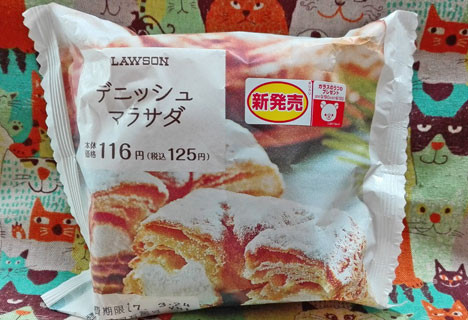 LAWSON
デニッシュ
マラサダ
本体価格 116円(税込125円)
新発売